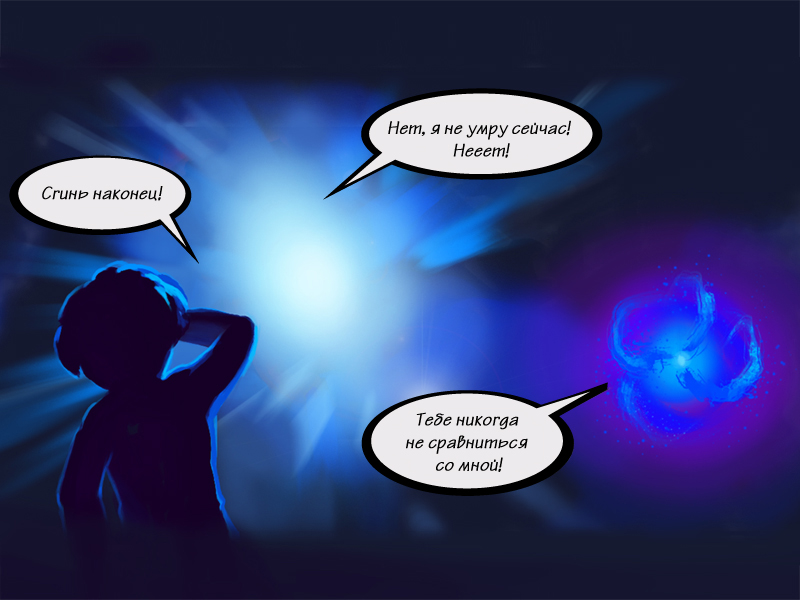 Нет, я не умру сейчас!
Нееет!
Сгинь наконец!
Тебе никогда
не сравниться
со мной!